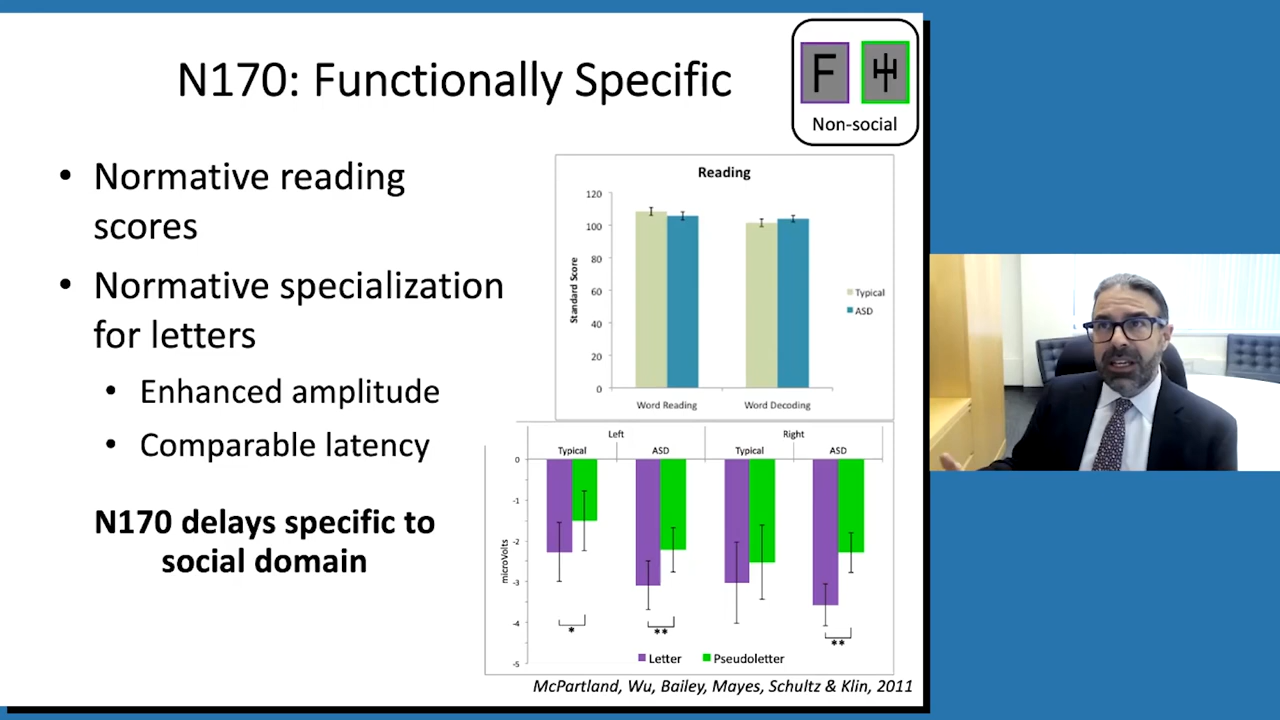 N170: Functionally Specific
F
Non-social
• Normative reading
scores
• Normative specialization
for letters
• Enhanced amplitude
• Comparable latency
N170 delays specific to
social domain
Reading
120
100
80
60
40
20
0
Standard Score
Word Reading Word Decoding
Typical
ASD
Left Right
Typical ASD Typical ASD
0
-1
-2
-3
-4
-5
microVolts
* ** **
Letter Pseudoletter
McPartland, Wu, Bailey, Mayes, Schultz & Klin, 2011